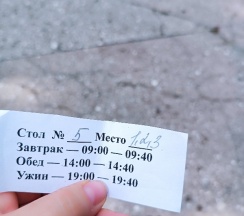 Стол № 5 Место 1,2,3
Завтрак — 09:00 — 09:40
Обед — 14:00 — 14:40
Ужин — 19:00 — 19:40